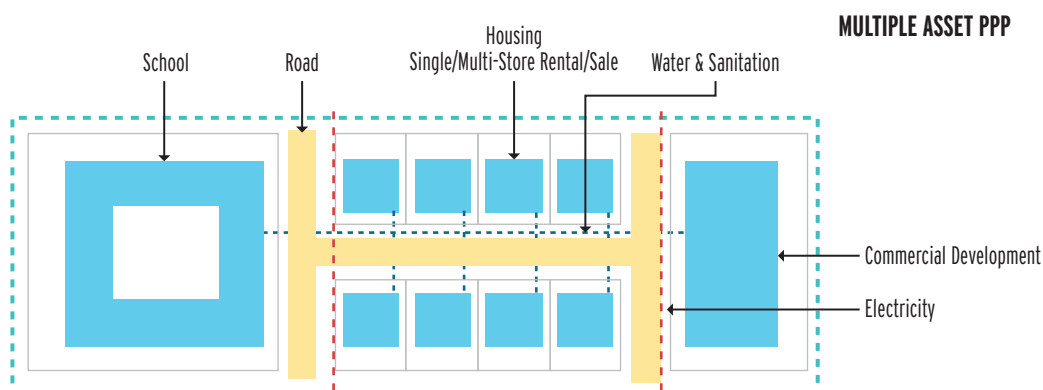 MULTIPLE ASSET PPP
Housing
School
Road
Single/Multi-Store Rental/Sale
Water & Sanitation
Commercial Development
Electricity